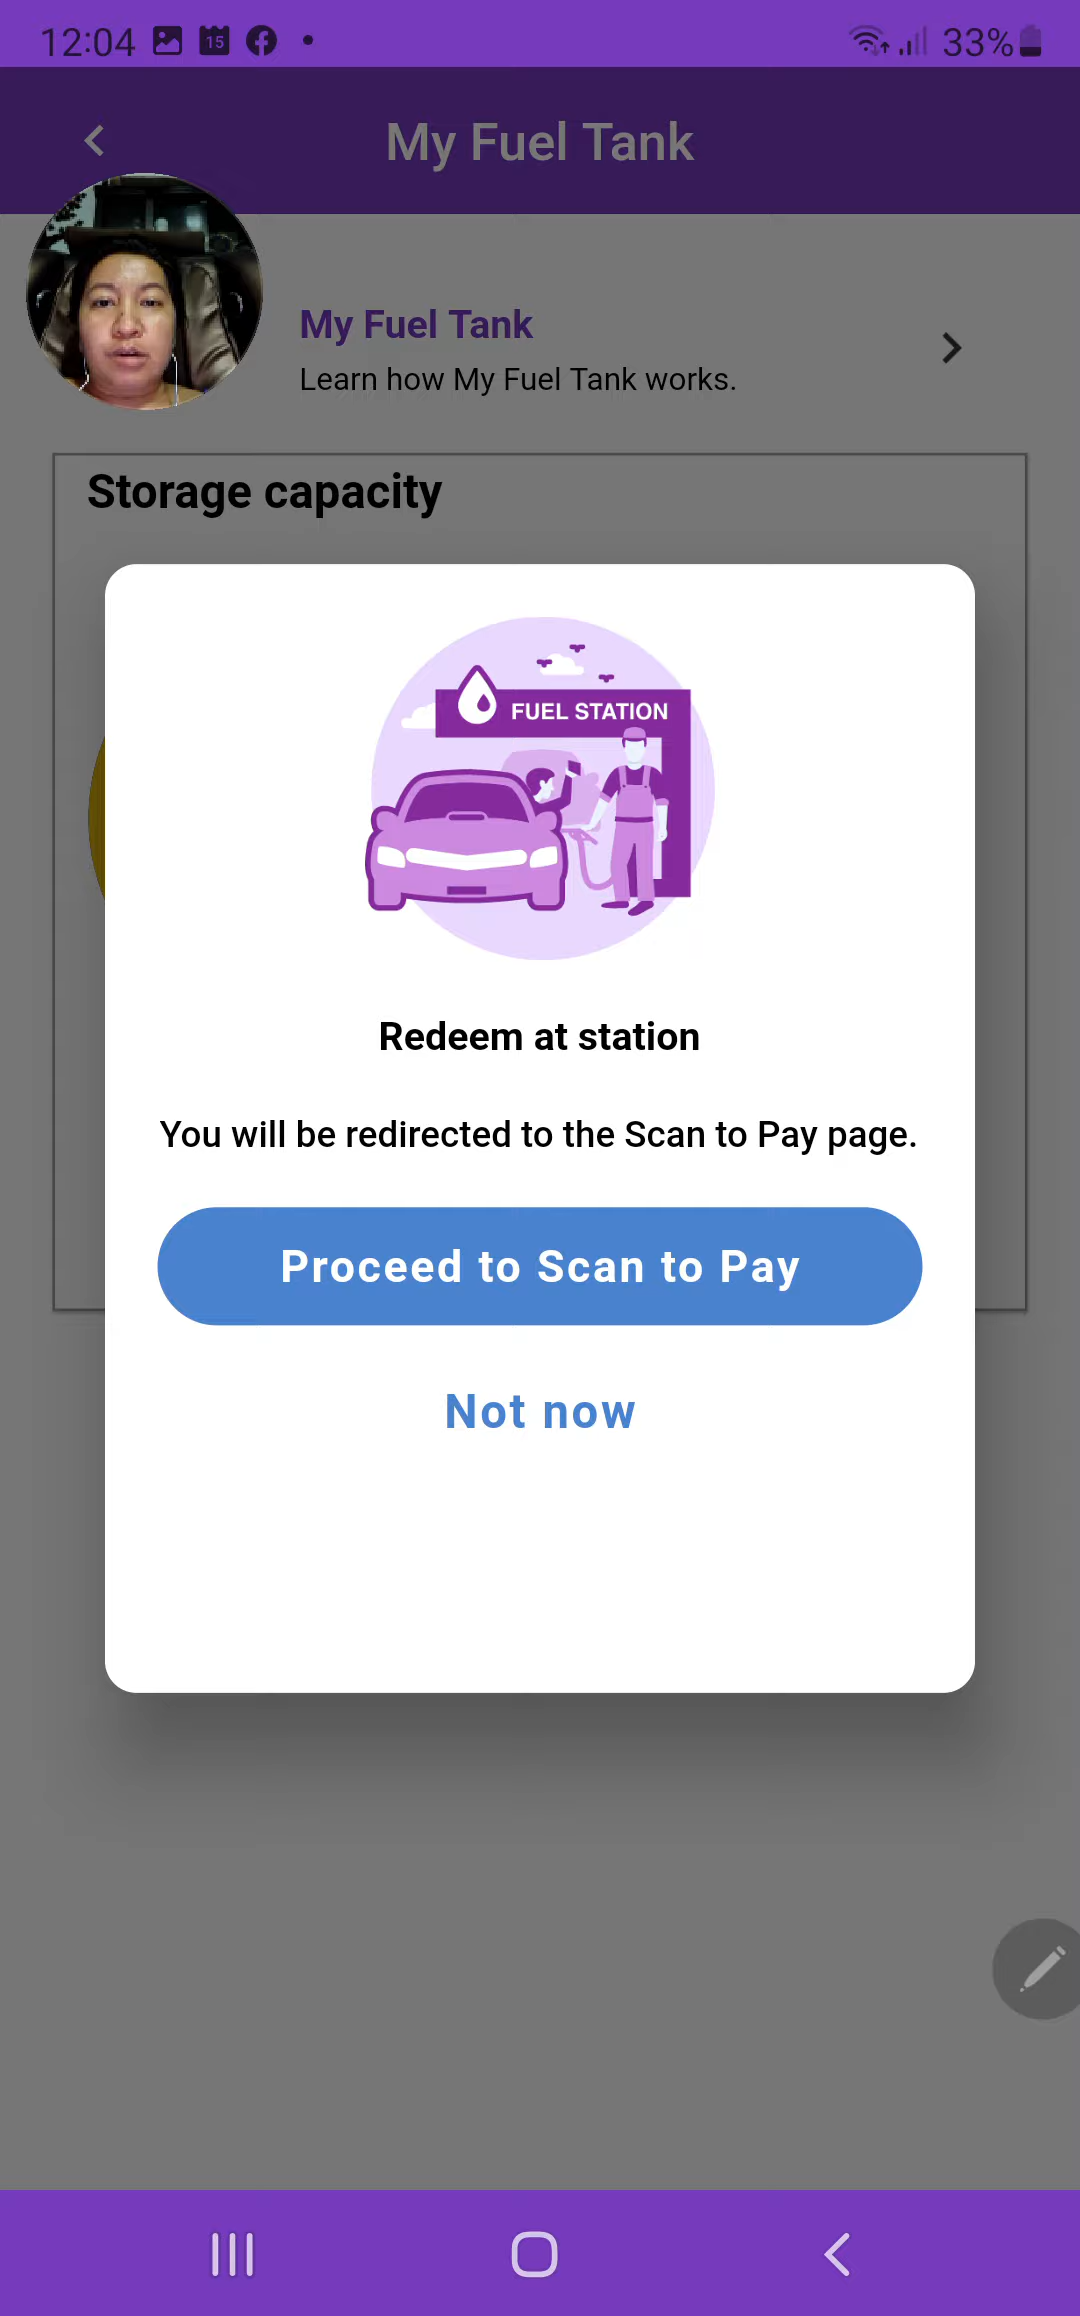 12:04
15
33%
My Fuel Tank
My Fuel Tank
Learn how My Fuel Tank works.
Storage capacity
FUEL STATION
Redeem at station
You will be redirected to the Scan to Pay page.
Proceed to Scan to Pay
Not now